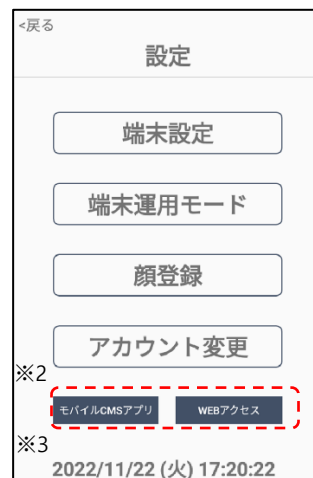 <戻る
設定
端末設定
端末運用モード
顔登録
アカウント変更
※2
モバイルCMSアプリ WEBアクセス
※3
2022/11/22 (火) 17:20:22